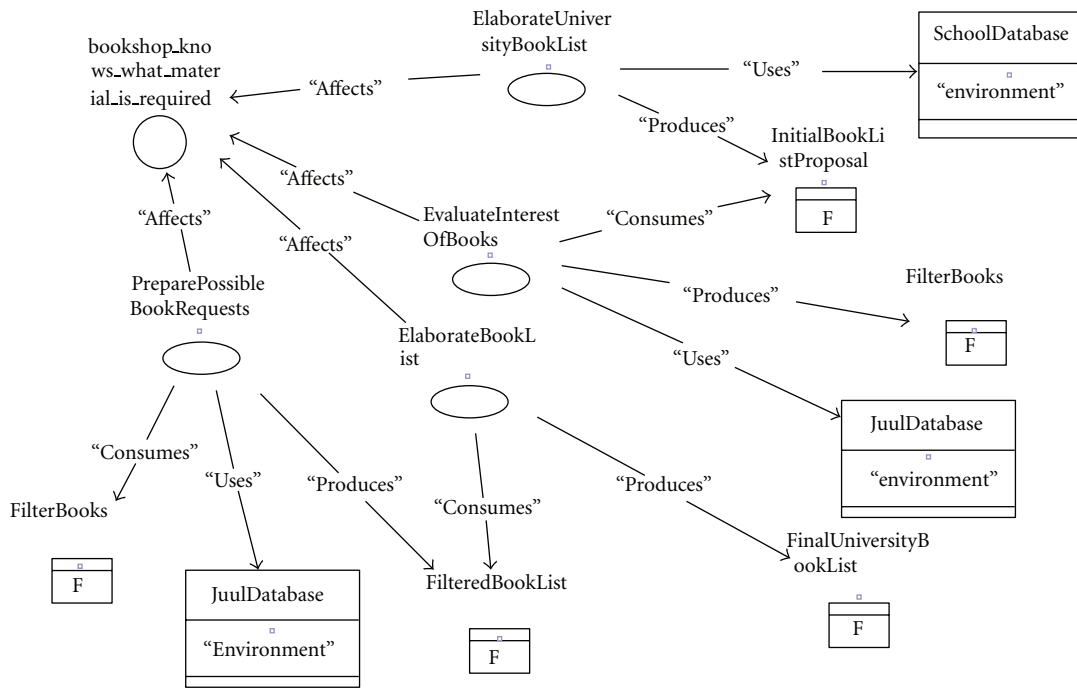 ElaborateUniver
sityBookList
SchoolDatabase
bookshop_kno
ws_what_mater
ial_is_required
“Affects”
“Uses”
“environment”
“Produces”
InitialBookLi
stProposal
F
“Affects”
“Affects”
EvaluateInterest
OfBooks
“Consumes”
“Affects”
PreparePossible
BookRequests
“Produces”
FilterBooks
F
ElaborateBookL
ist
“Uses”
JuulDatabase
“environment”
“Consumes”
“Uses”
“Produces”
“Consumes”
“Produces”
FilterBooks
F
JuulDatabase
“Environment”
FilteredBookList
F
FinalUniversityB
ookList
F